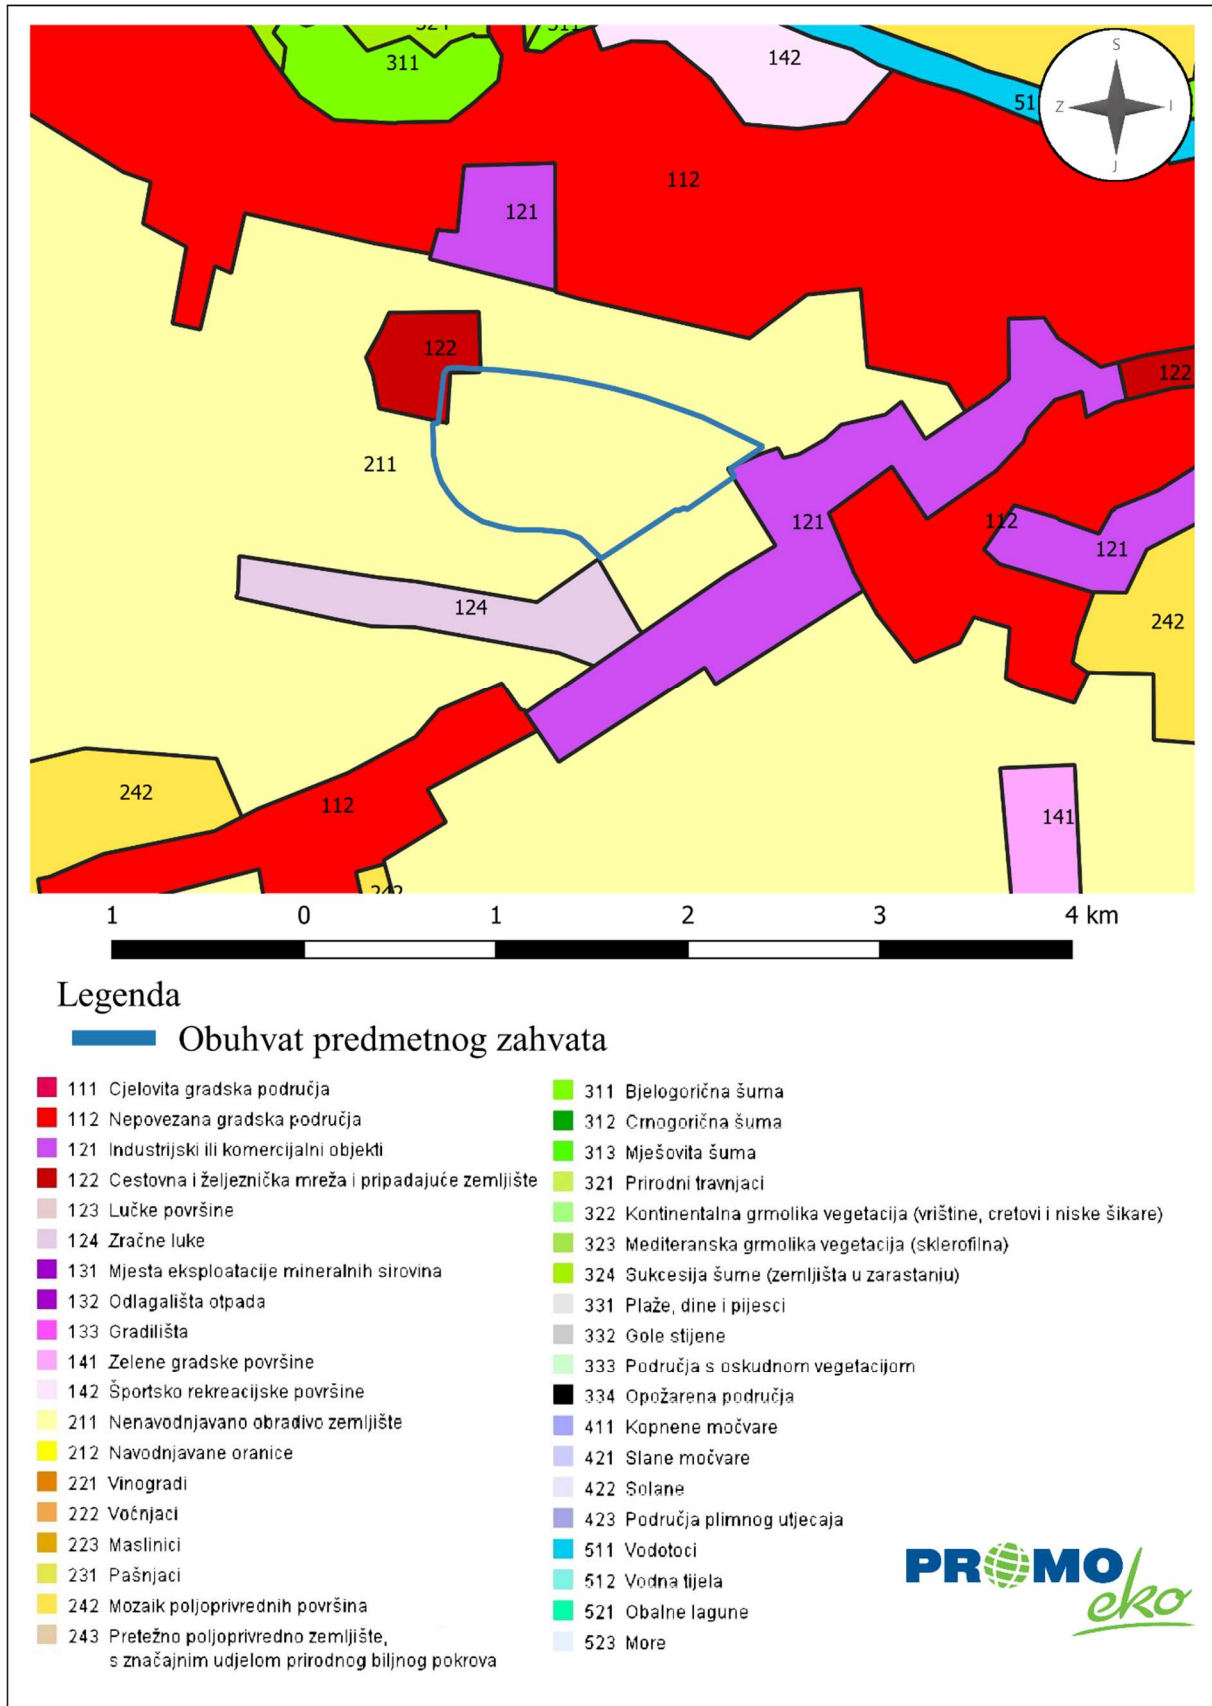 324
311
311
142
511
S
Z
I
J
112
121
122
122
211
121
112
121
124
242
242
112
141
242
1 0 1 2 3 4 km
Legenda
Obuhvat predmetnog zahvata
111 Cjelovita gradska područja
112 Nepovezana gradska područja
121 Industrijski ili komercijalni objekti
122 Cestovna i željeznička mreža i pripadajuće zemljište
123 Lučke površine
124 Zračne luke
131 Mjesta eksploatacije mineralnih sirovina
132 Odlagališta otpada
133 Gradilišta
141 Zelene gradske površine
142 Športsko rekreacijske površine
211 Nenavodnjavano obradivo zemljište
212 Navodnjavane oranice
221 Vinogradi
222 Voćnjaci
223 Maslinici
231 Pašnjaci
242 Mozaik poljoprivrednih površina
243 Pretežno poljoprivredno zemljište,
s značajnim udjelom prirodnog biljnog pokrova
311 Bjelogorična šuma
312 Crnogorična šuma
313 Mješovita šuma
321 Prirodni travnjaci
322 Kontinentalna grmolika vegetacija (vrištine, cretovi i niske šikare)
323 Mediteranska grmolika vegetacija (sklerofilna)
324 Sukcesija šume (zemljišta u zarastanju)
331 Plaže, dine i pijesci
332 Gole stijene
333 Područja s oskudnom vegetacijom
334 Opožarena područja
411 Kopnene močvare
421 Slane močvare
422 Solane
423 Područja plimnog utjecaja
511 Vodotoci
512 Vodna tijela
521 Obalne lagune
523 More
PROMO
eko